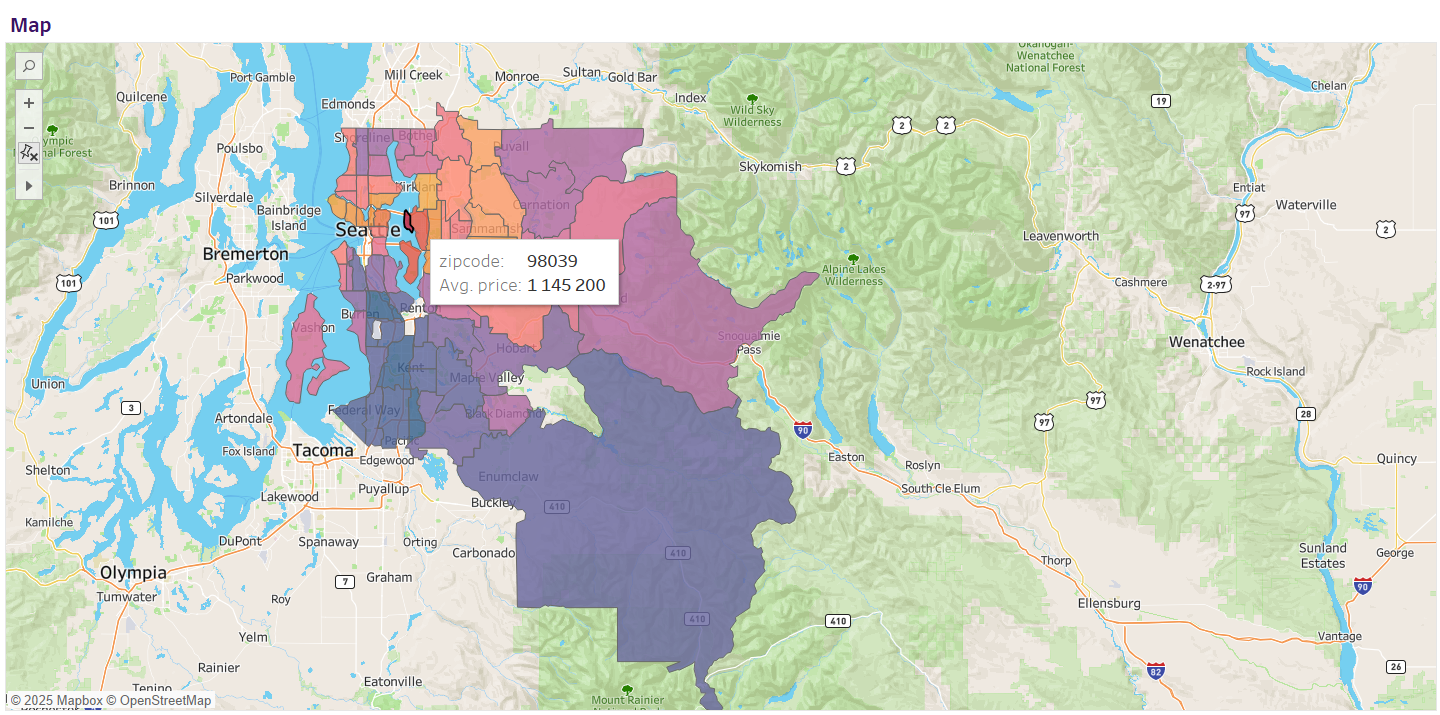 Map
Okanogan-
Wenatchee
National Forest
Port Gamble
Mill Creek
Monroe
Sultan
Gold Bar
Quilcene
Edmonds
Index
Wild Sky
Wilderness
19
Chelan
2
2
Shoreline
Bothell
Duvall
National Forest
Poulsbo
Skykomish
2
Brinnon
Silverdale
Kirkland
Entiat
Bainbridge
Island
Carnation
Waterville
101
97
Seattle
Sammamish
2
Bremerton
Leavenworth
zipcode: 98039
Avg. price: 1 145 200
Alpine Lakes
Wilderness
Parkwood
101
Cashmere
2-97
Renton
Burien
Vashon
Snoqualmie
Pass
Wenatchee
Hobart
Kent
Maple Valley
Rock Island
Union
97
3
Artondale
Federal Way
Black Diamond
28
97
90
Pacific
Fox Island
Tacoma
Edgewood
Easton
Roslyn
Quincy
Shelton
Enumclaw
Puyallup
South Cle Elum
Lakewood
Buckley
410
Kamilche
DuPont
Spanaway
Orting
Carbonado
410
Sunland
Estates
George
Thorp
Olympia
7
Graham
90
Tumwater
Roy
Ellensburg
410
410
Yelm
Vantage
Rainier
82
26
Eatonville
Tenino
Mount Rainier
© 2025 Mapbox © OpenStreetMap